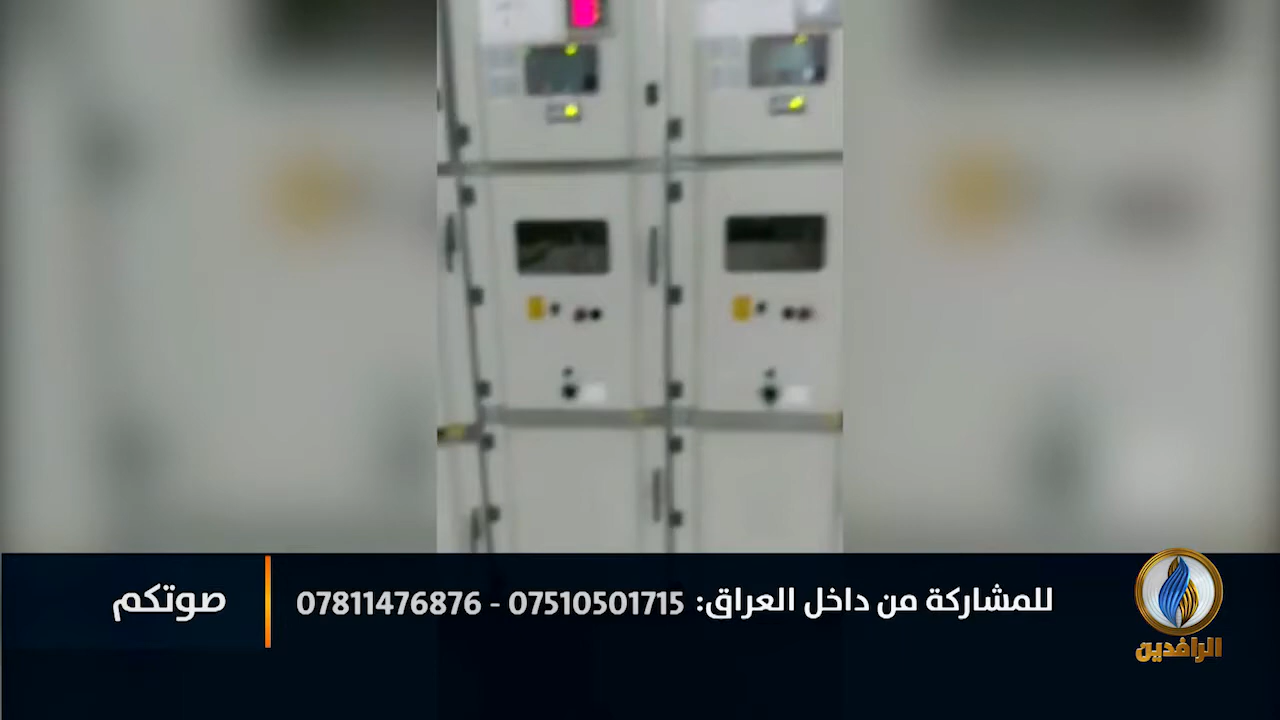 للمشاركة من داخل العراق: 07510501715 - 07811476876
صوتكم
الرافدين